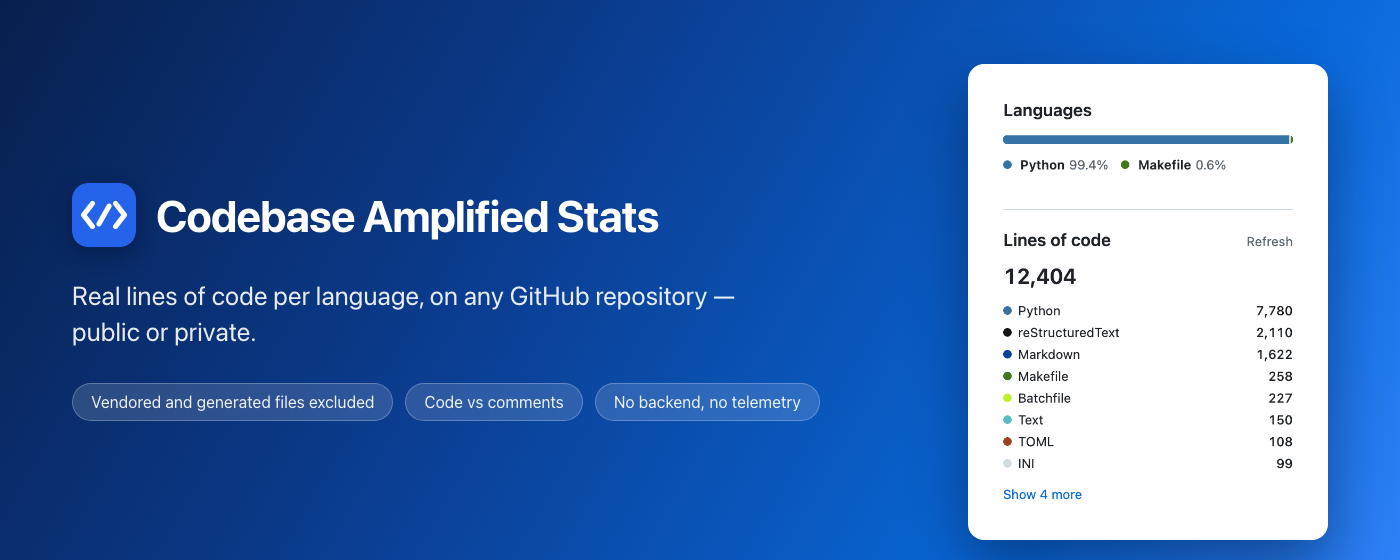 Codebase Amplified Stats
Real lines of code per language, on any GitHub repository —
public or private.
Vendored and generated files excluded
Code vs comments
No backend, no telemetry
Languages
Python 99.4% Makefile 0.6%
Lines of code Refresh
12,404
Python 7,780
reStructuredText 2,110
Markdown 1,622
Makefile 258
Batchfile 227
Text 150
TOML 108
INI 99
Show 4 more